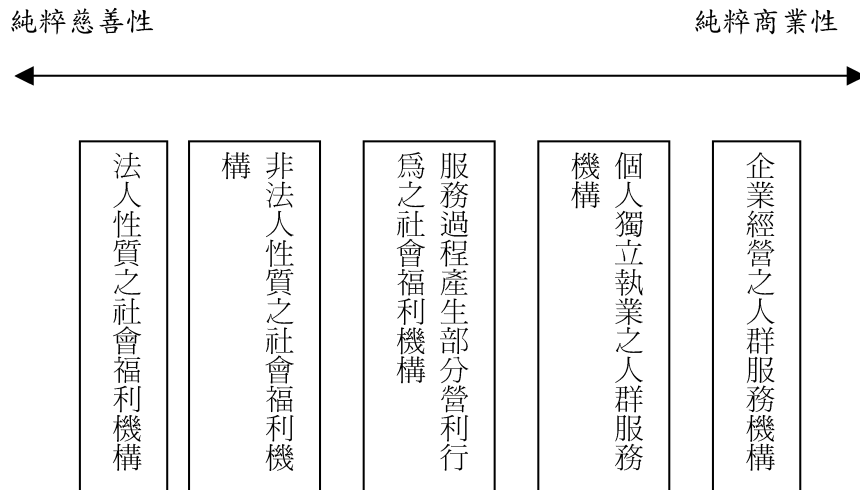 純粹慈善性
純粹商業性
法人性質之社會福利機構
非法人性質之社會福利機
構
服務過程產生部分營利行
為之社會福利機構
個人獨立執業之人群服務
機構
企業經營之人群服務機構